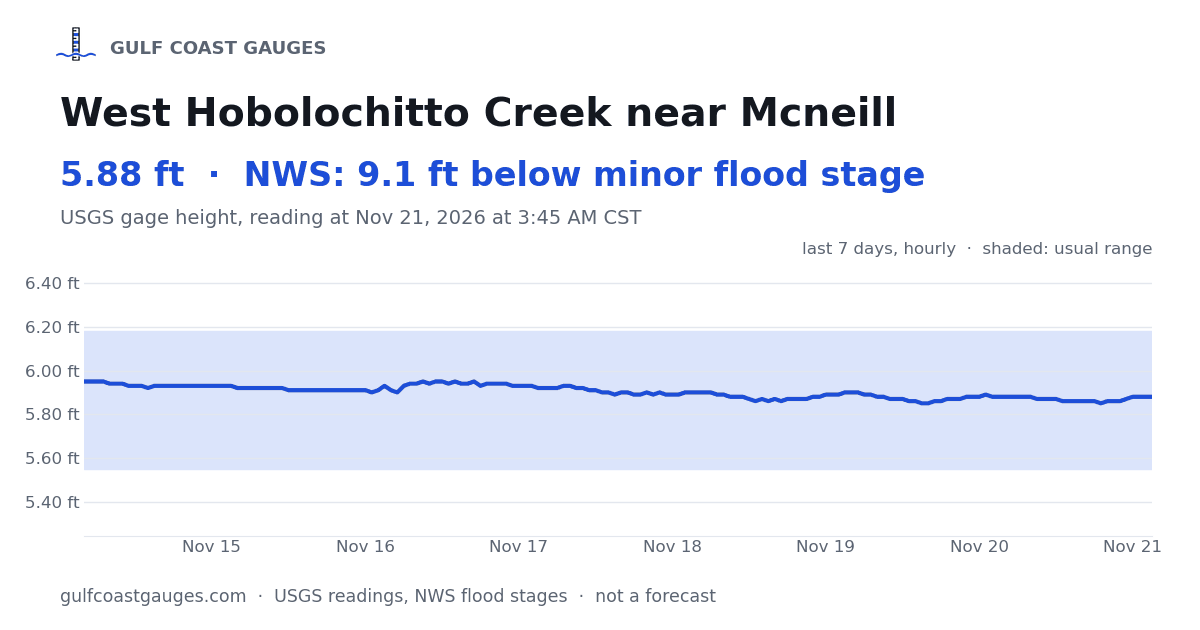 GULF COAST GAUGES
West Hobolochitto Creek near Mcneill
5.88 ft · NWS: 9.1 ft below minor flood stage
USGS gage height, reading at Nov 21, 2026 at 3:45 AM CST
last 7 days, hourly · shaded: usual range
6.40 ft
6.20 ft
6.00 ft
5.80 ft
5.60 ft
5.40 ft
Nov 15 Nov 16 Nov 17 Nov 18 Nov 19 Nov 20 Nov 21
gulfcoastgauges.com · USGS readings, NWS flood stages · not a forecast